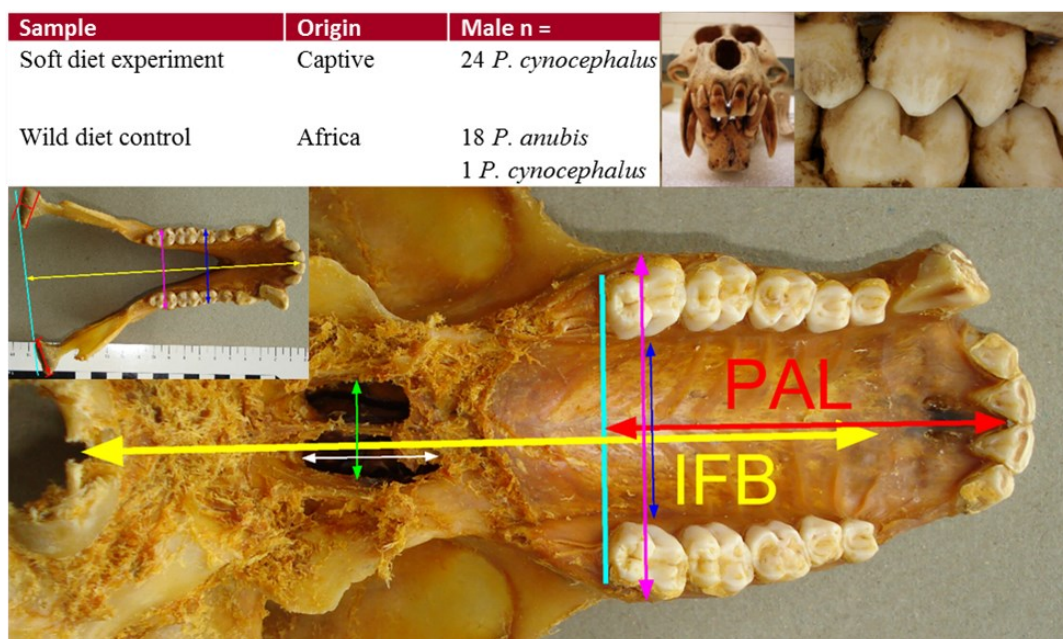 Sample Origin Male n =
Soft diet experiment Captive 24 P. cynocephalus
Wild diet control Africa 18 P. anubis
1 P. cynocephalus
PAL
IFB